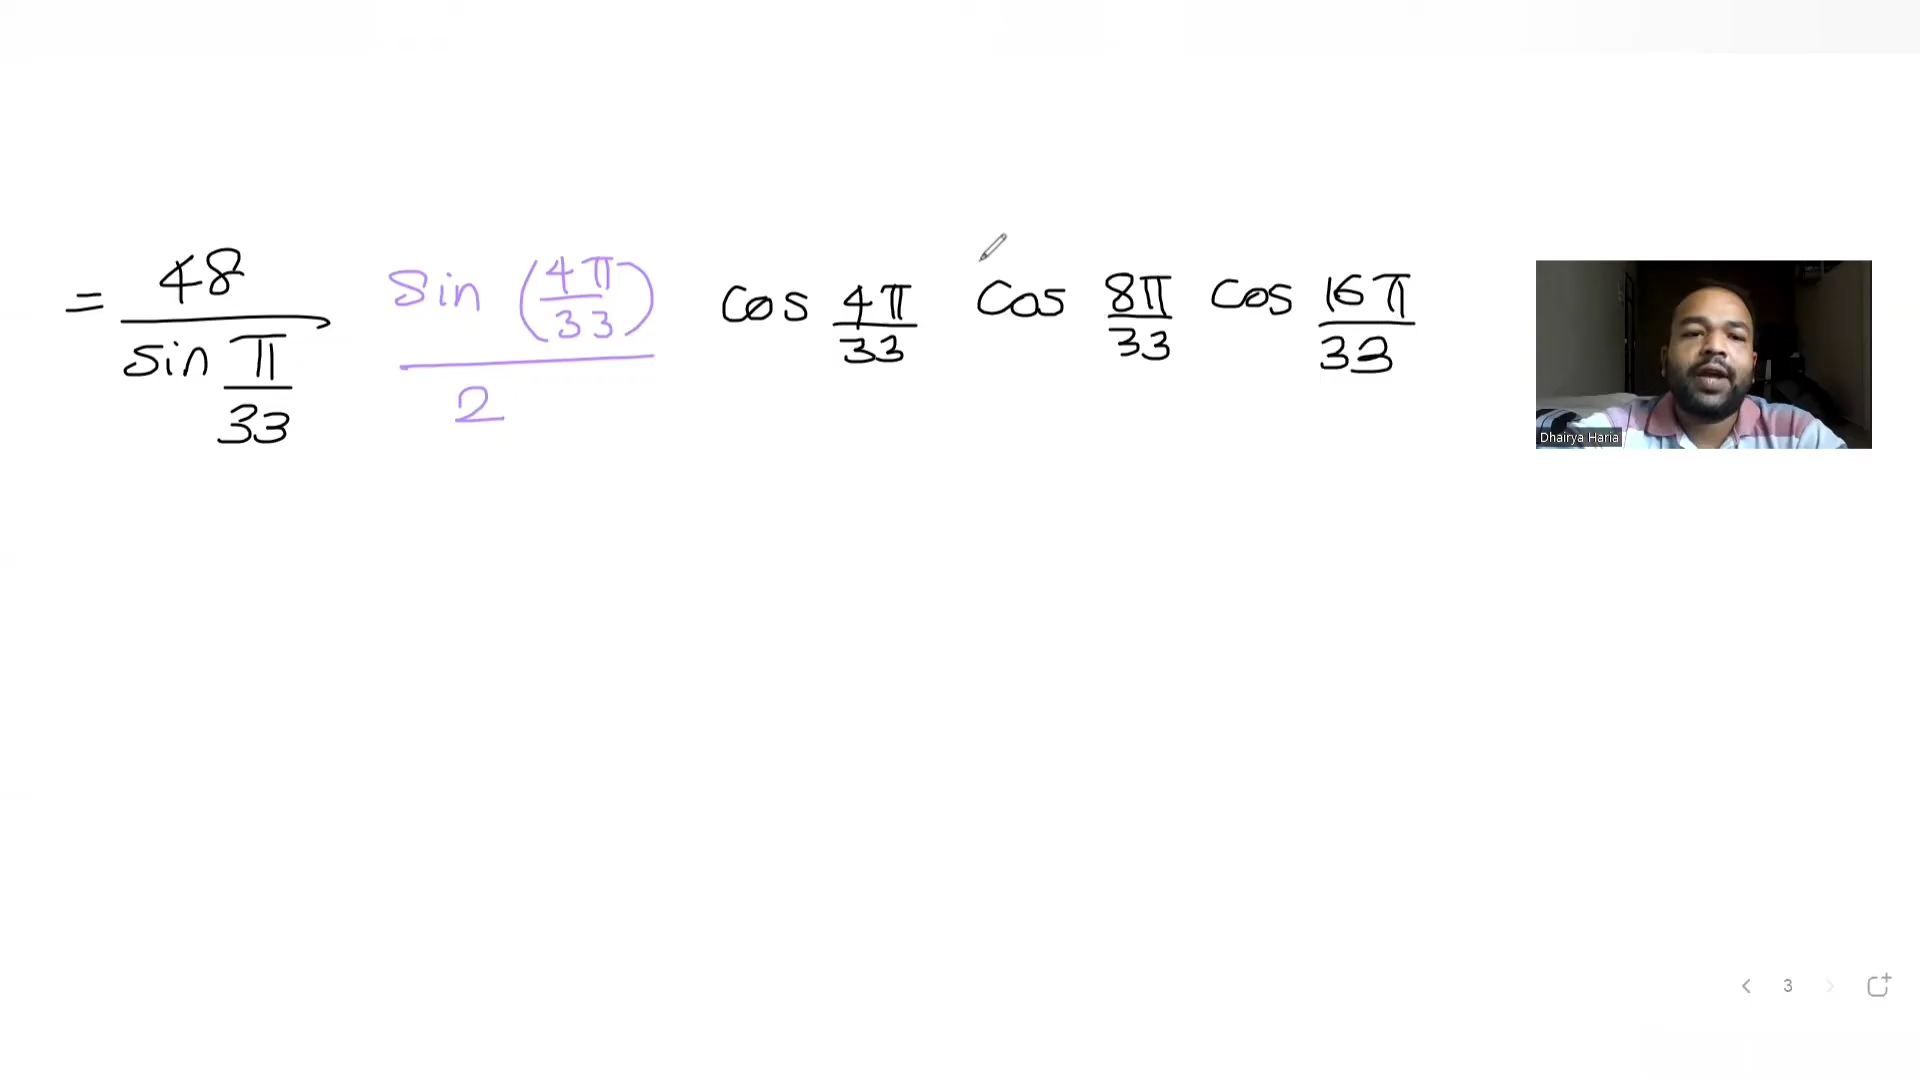 = 48 / sin π/33 sin (4π/33) / 2 cos 4π/33 cos 8π/33 cos 16π/33
Dhairya Haria
3